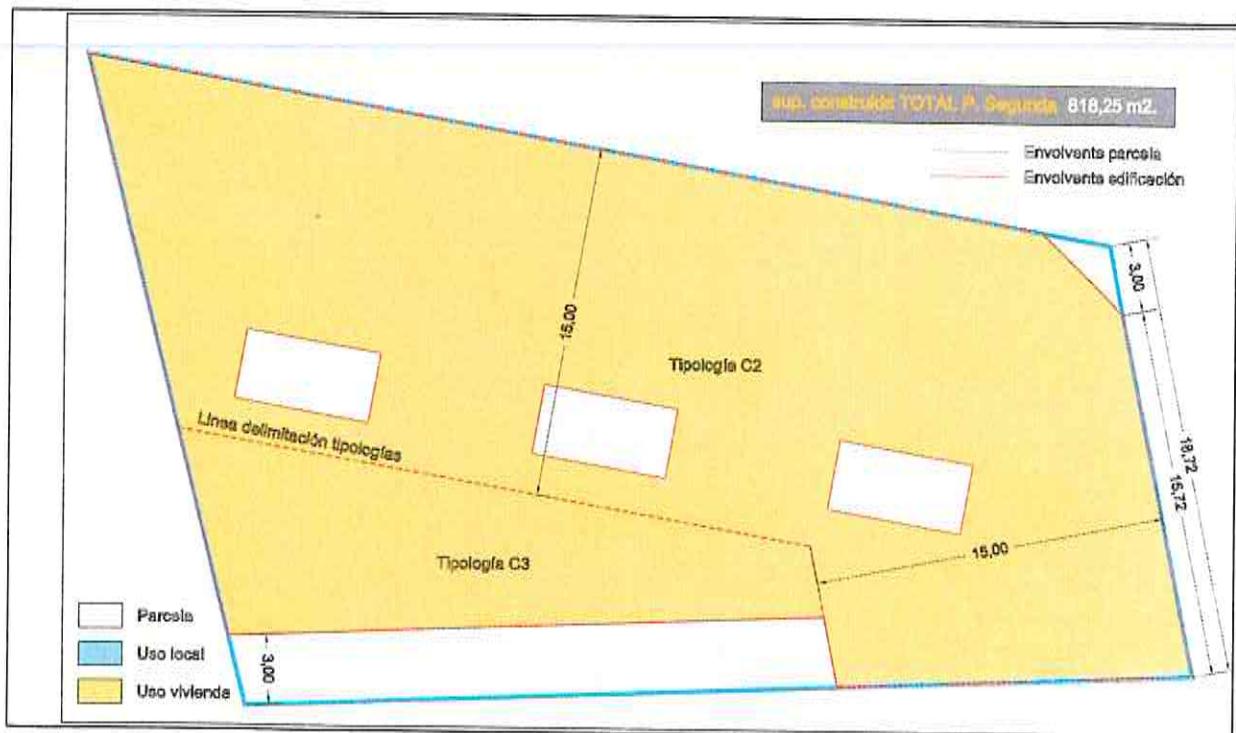 sup. construida TOTAL P. Segunda 818,25 m2.
Envolvente parcela
Envolvente edificación
3,00
15,00
Tipología C2
Línea delimitación tipologías
18,72
15,72
15,00
Tipología C3
Parcela
Uso local
Uso vivienda
3,00